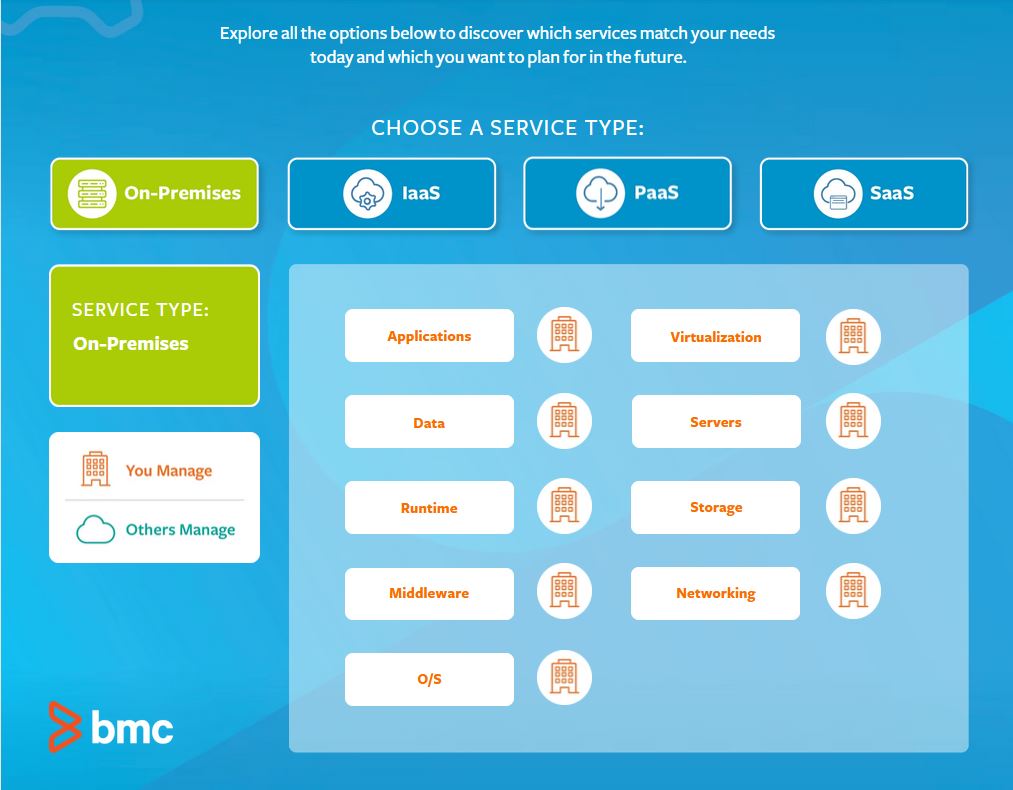 Explore all the options below to discover which services match your needs
today and which you want to plan for in the future.
CHOOSE A SERVICE TYPE:
On-Premises
IaaS
PaaS
SaaS
SERVICE TYPE:
On-Premises
You Manage
Others Manage
Applications
Virtualization
Data
Servers
Runtime
Storage
Middleware
Networking
O/S
bmc